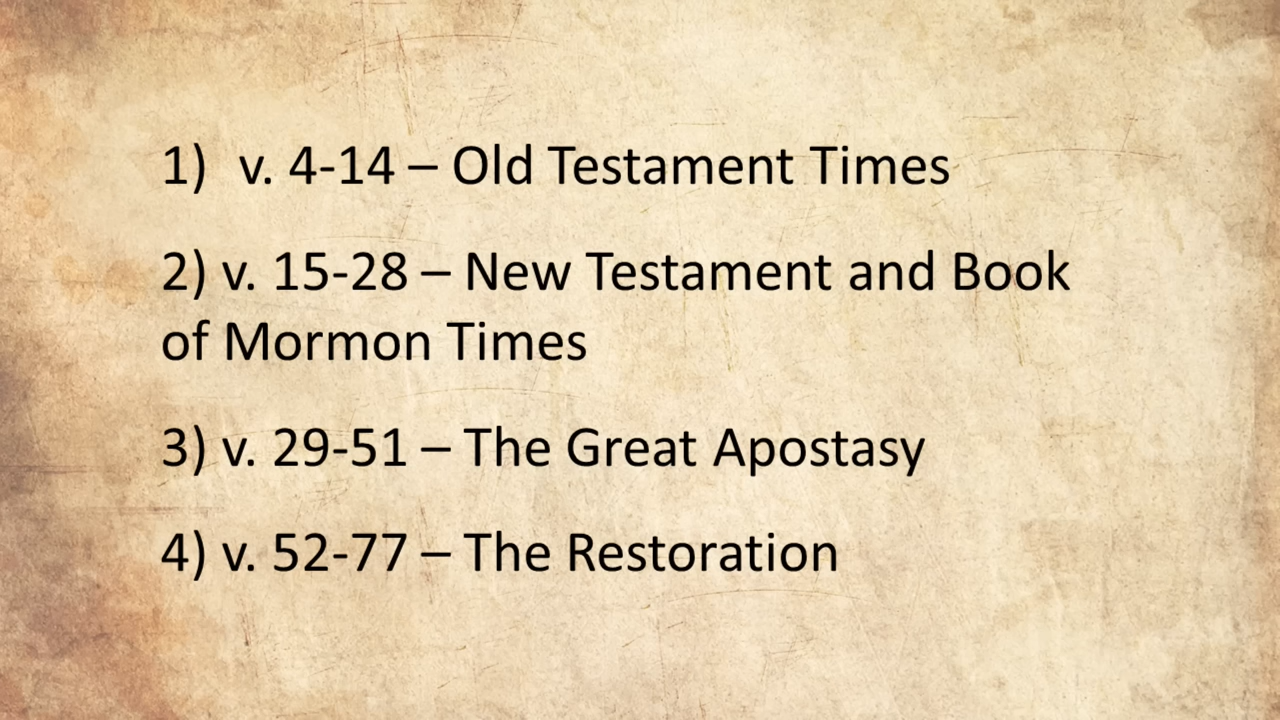 1) v. 4-14 – Old Testament Times
2) v. 15-28 – New Testament and Book
of Mormon Times
3) v. 29-51 – The Great Apostasy
4) v. 52-77 – The Restoration